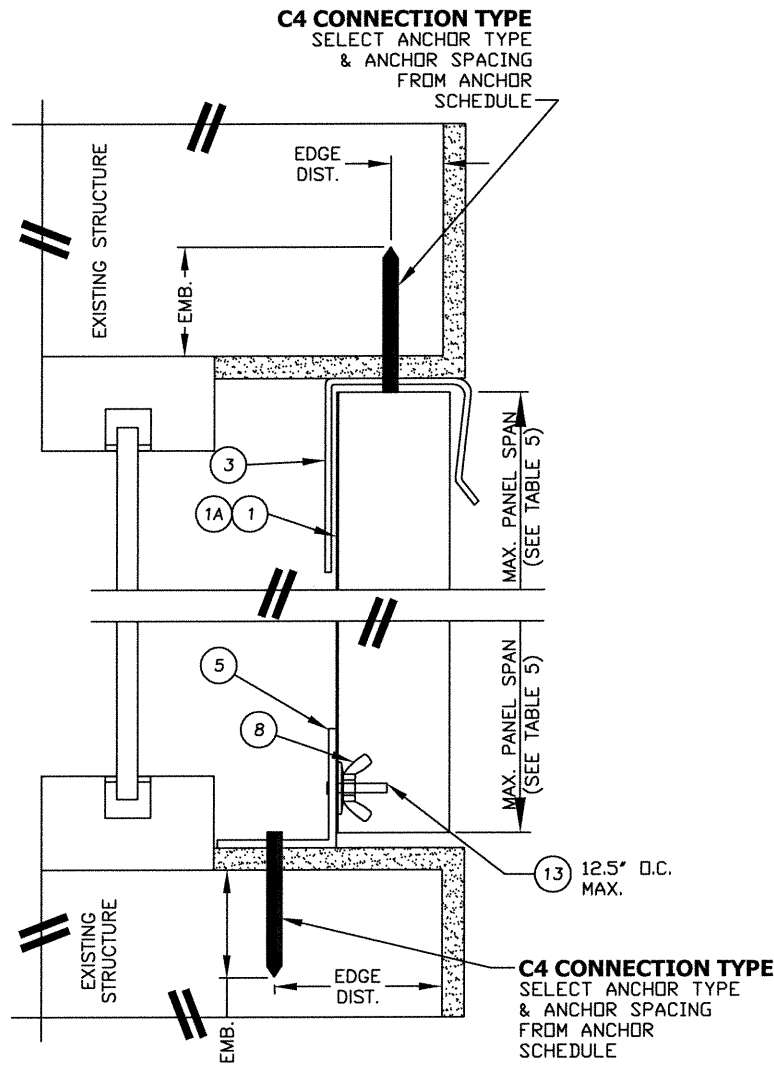 C4 CONNECTION TYPE
SELECT ANCHOR TYPE
& ANCHOR SPACING
FROM ANCHOR
SCHEDULE
EDGE
DIST.
EXISTING STRUCTURE
EMB.
3
1A 1
MAX. PANEL SPAN
(SEE TABLE 5)
5
8
MAX. PANEL SPAN
(SEE TABLE 5)
13 12.5" O.C.
MAX.
EXISTING
STRUCTURE
EMB.
EDGE
DIST.
C4 CONNECTION TYPE
SELECT ANCHOR TYPE
& ANCHOR SPACING
FROM ANCHOR
SCHEDULE